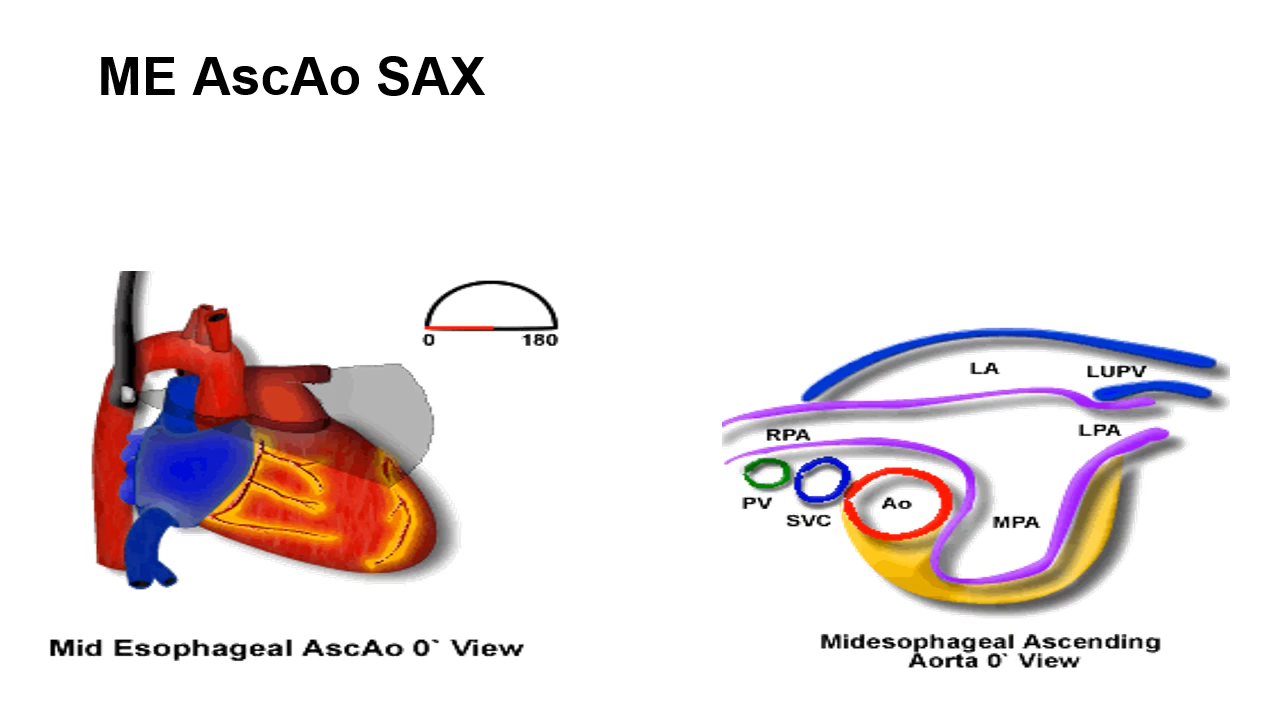 ME AscAo SAX
0
180
LA
LUPV
RPA
LPA
PV
SVC
Ao
MPA
Mid Esophageal AscAo 0` View
Midesophageal Ascending
Aorta 0` View